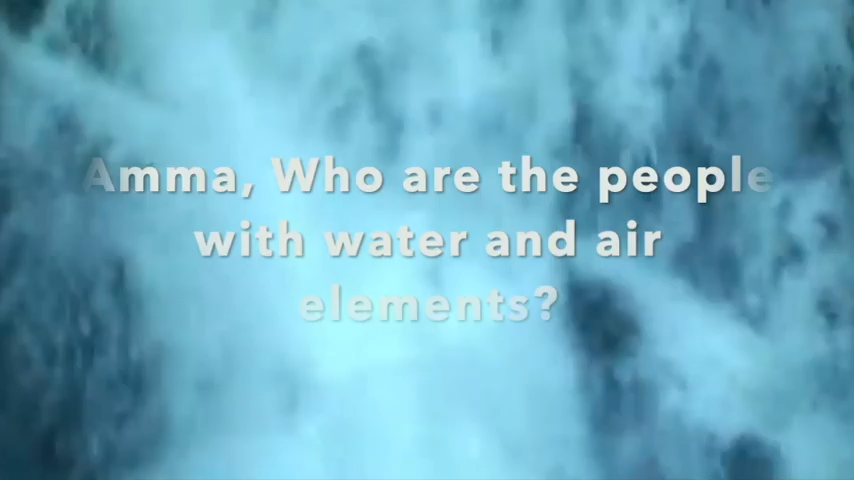 Amma, Who are the people
with water and air
elements?